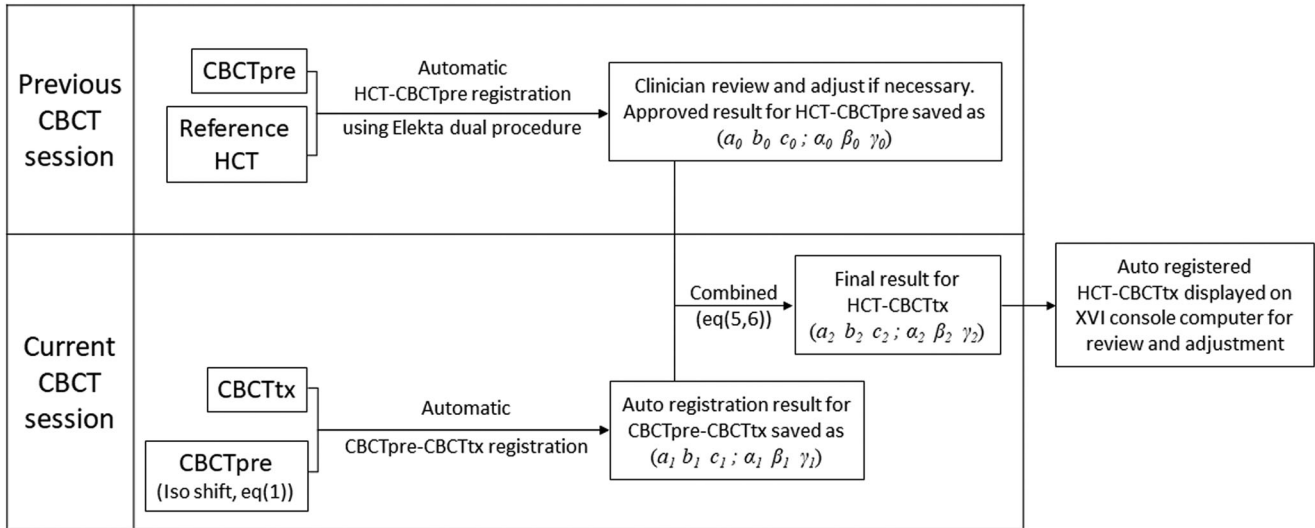 Previous
CBCT
session
CBCTpre
Reference
HCT
Automatic
HCT-CBCTpre registration
using Elekta dual procedure
Clinician review and adjust if necessary.
Approved result for HCT-CBCTpre saved as
(a₀ b₀ c₀ ; α₀ β₀ γ₀)
Current
CBCT
session
CBCTtx
CBCTpre
(Iso shift, eq(1))
Automatic
CBCTpre-CBCTtx registration
Auto registration result for
CBCTpre-CBCTtx saved as
(a₁ b₁ c₁ ; α₁ β₁ γ₁)
Combined
(eq(5,6))
Final result for
HCT-CBCTtx
(a₂ b₂ c₂ ; α₂ β₂ γ₂)
Auto registered
HCT-CBCTtx displayed on
XVI console computer for
review and adjustment